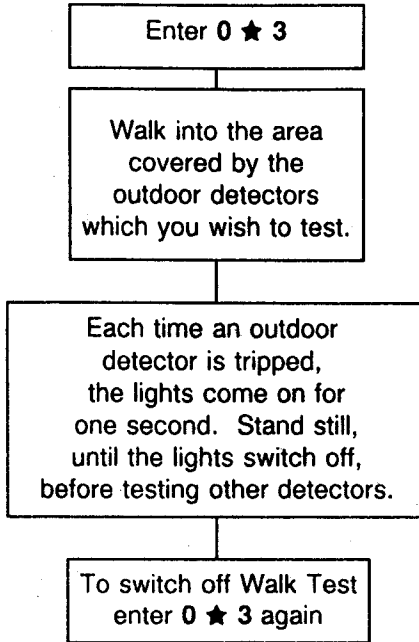 Enter 0 ★ 3
Walk into the area
covered by the
outdoor detectors
which you wish to test.
Each time an outdoor
detector is tripped,
the lights come on for
one second. Stand still,
until the lights switch off,
before testing other detectors.
To switch off Walk Test
enter 0 ★ 3 again